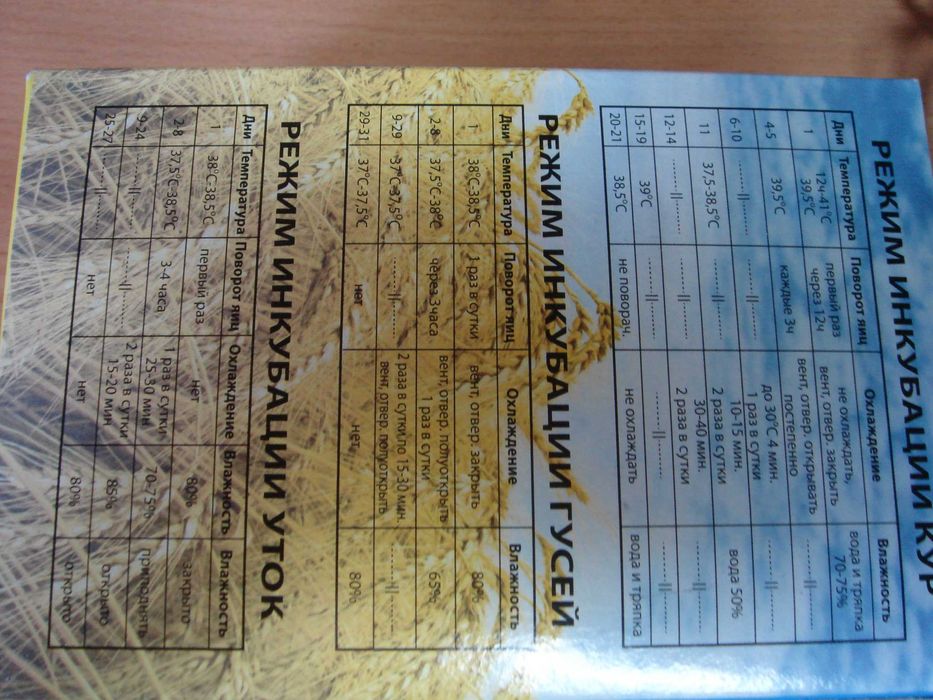 РЕЖИМ ИНКУБАЦИИ КУР
Дни Температура Поворот яиц Охлаждение Влажность
1 12ч-41°С первый раз не охлаждать, вода и тряпка
39,5°С через 12ч вент, отвер. закрыть 70-75%
4-5 39,5°С каждые 3ч вент, отвер. открывать ------||------
постепенно
6-10 ------||------ ------||------ до 30°С 4 мин. ------||------
1 раз в сутки
11 37,5-38,5°С ------||------ 10-15 мин. вода 50%
2 раза в сутки
12-14 ------||------ ------||------ 30-40 мин. ------||------
2 раза в сутки
15-19 39°С ------||------ ------||------ ------||------
20-21 38,5°С не поворач. не охлаждать вода и тряпка
РЕЖИМ ИНКУБАЦИИ ГУСЕЙ
Дни Температура Поворот яиц Охлаждение Влажность
1 38°С-38,5°С 1 раз в сутки вент, отвер. закрыть 80%
2-8 37,5°С-38°С через 3 часа вент, отвер. полуоткрыть 65%
1 раз в сутки
9-29 37°С-37,5°С ------||------ 2 раза в сутки по 15-30 мин. ------||------
вент, отвер. полуоткрыть
29-31 37°С-37,5°С нет нет 80%
РЕЖИМ ИНКУБАЦИИ УТОК
Дни Температура Поворот яиц Охлаждение Влажность Влажность
1 38°С-38,5°С первый раз нет 80% закрыто
2-8 37,5°С-38,5°С 3-4 часа 1 раз в сутки 70-75% приподнять
25-30 мин
9-24 ------||------ ------||------ 2 раза в сутки 85% открыто
15-20 мин
25-27 ------||------ нет нет 80% открыто